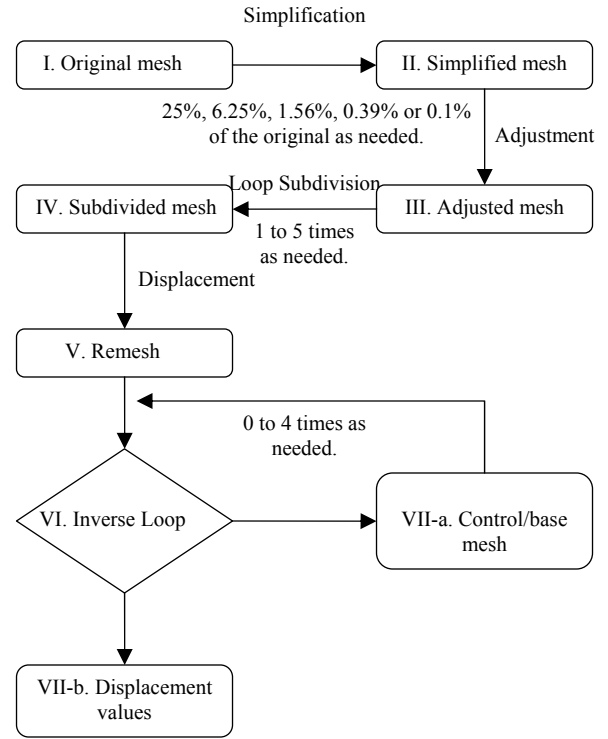 Simplification
I. Original mesh
II. Simplified mesh
25%, 6.25%, 1.56%, 0.39% or 0.1%
of the original as needed.
Adjustment
Loop Subdivision
IV. Subdivided mesh
III. Adjusted mesh
1 to 5 times
as needed.
Displacement
V. Remesh
0 to 4 times as
needed.
VI. Inverse Loop
VII-a. Control/base
mesh
VII-b. Displacement
values